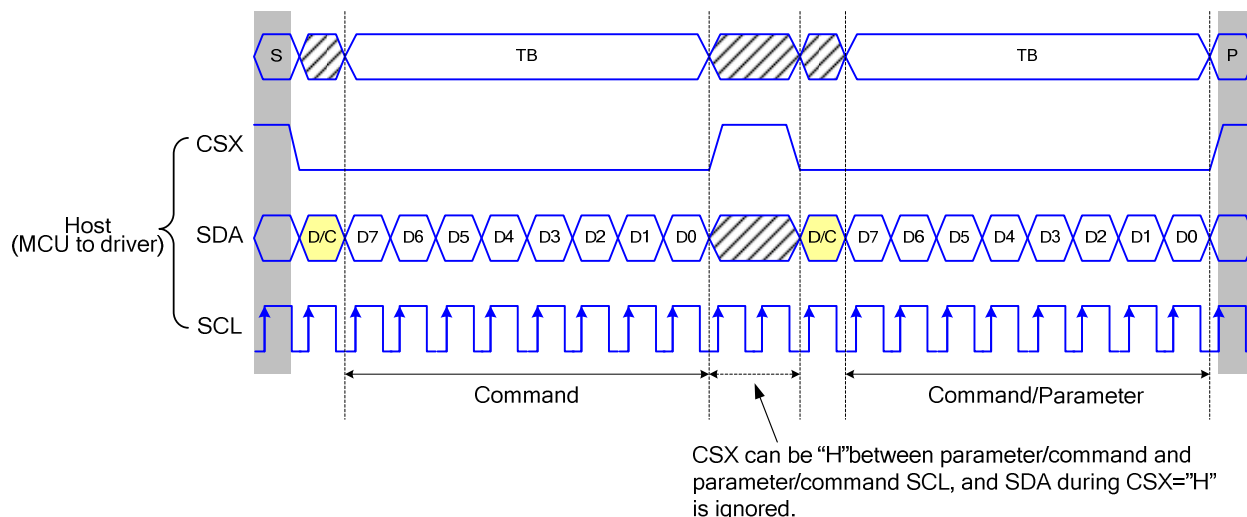 S TB TB P
CSX
Host
(MCU to driver)
SDA D/C D7 D6 D5 D4 D3 D2 D1 D0 D/C D7 D6 D5 D4 D3 D2 D1 D0
SCL
Command Command/Parameter
CSX can be “H”between parameter/command and
parameter/command SCL, and SDA during CSX=”H”
is ignored.